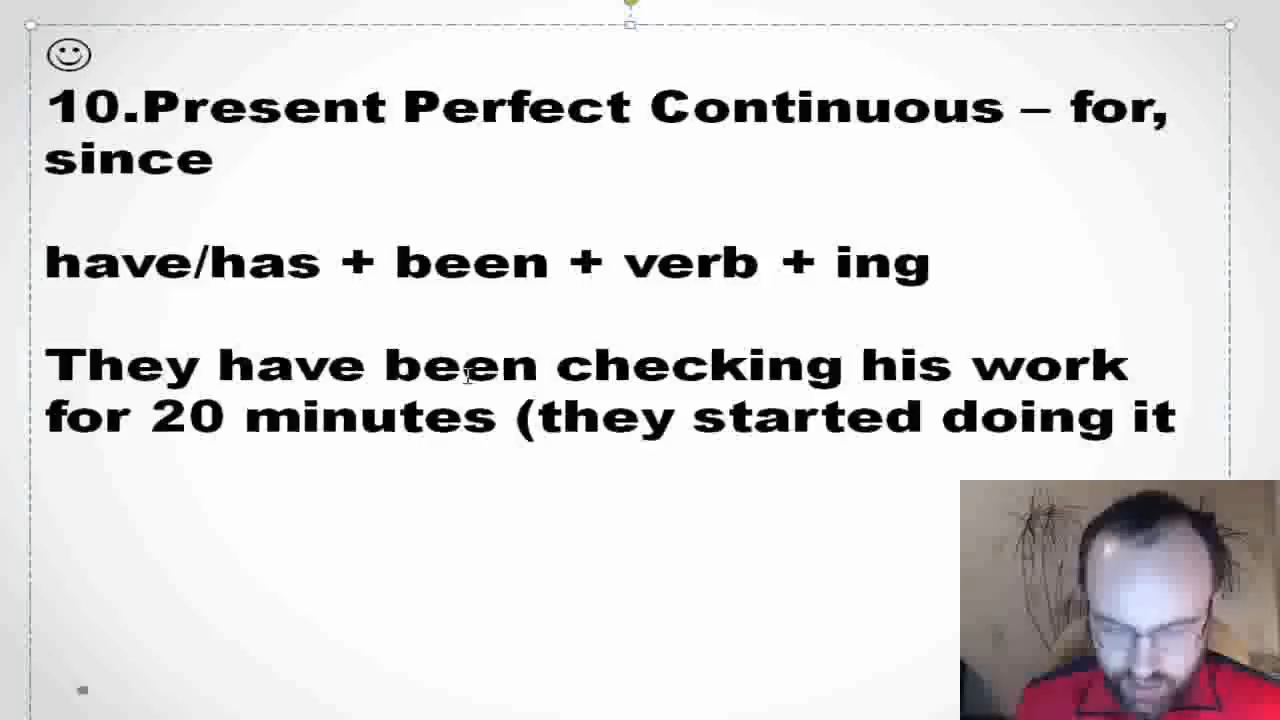 10.Present Perfect Continuous – for,
since
have/has + been + verb + ing
They have been checking his work
for 20 minutes (they started doing it